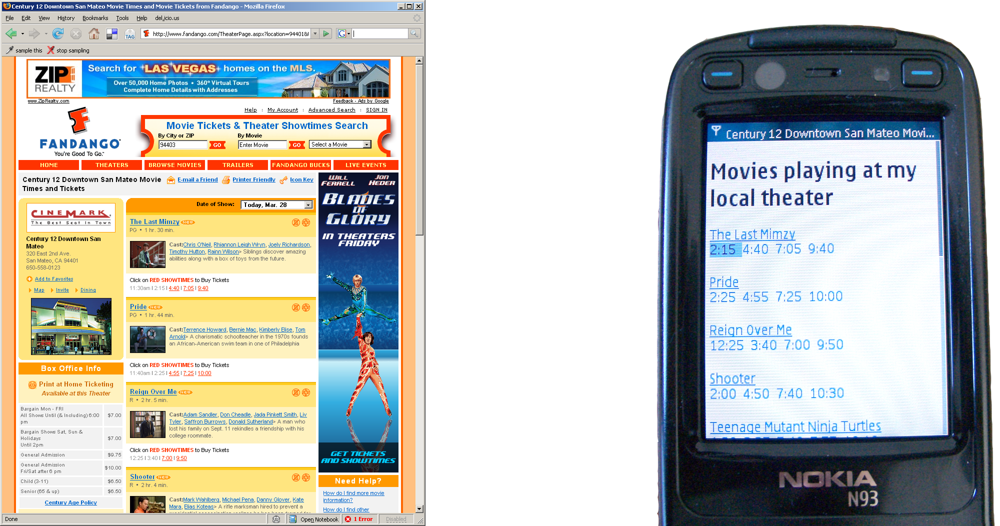 Century 12 Downtown San Mateo Movie Times and Movie Tickets from Fandango - Mozilla Firefox
File Edit View History Bookmarks Tools Help del.icio.us
TAG
http://www.fandango.com/TheaterPage.aspx?location=94401&l
G
sample this stop sampling
ZIP REALTY
Search for LAS VEGAS homes on the MLS.
Over 50,000 Home Photos • 360° Virtual Tours
Complete Home Details with Addresses
www.ZipRealty.com Feedback - Ads by Google
Help : My Account : Advanced Search : SIGN IN
FANDANGO
You're Good To Go.™
Movie Tickets & Theater Showtimes Search
By City or ZIP By Movie
94403 GO Enter Movie GO Select a Movie
HOME THEATERS BROWSE MOVIES TRAILERS FANDANGO BUCKS LIVE EVENTS
Century 12 Downtown San Mateo Movie
Times and Tickets
E-mail a Friend Printer Friendly Icon Key
CINEMARK
The Best Seat In Town
Century 12 Downtown San
Mateo
320 East 2nd Ave.
San Mateo, CA 94401
650-558-0123
Add to Favorites
Map Invite Dining
Box Office Info
Print at Home Ticketing
Available at this Theater
Bargain Mon - FRI
All Shows Until (& Including) 6:00
pm
$7.00
Bargain Shows Sat, Sun &
Holidays
Until 2pm
$7.00
General Admission $9.75
General Admission
Fri/Sat after 6 pm
$10.00
Child (3-11) $6.50
Senior (65 & up) $6.50
Century Age Policy
Date of Show: Today, Mar. 28
The Last Mimzy NEW
PG • 1 hr. 30 min.
Cast:Chris O'Neil, Rhiannon Leigh Wryn, Joely Richardson,
Timothy Hutton, Rainn Wilson> Siblings discover amazing
abilities along with a box of toys from the future.
Click on RED SHOWTIMES to Buy Tickets
11:30am | 2:15 | 4:40 | 7:05 | 9:40
Pride NEW
PG • 1 hr. 44 min.
Cast:Terrence Howard, Bernie Mac, Kimberly Elise, Tom
Arnold> A charismatic schoolteacher in the 1970s founds
an African-American swim team in one of Philadelphia
Click on RED SHOWTIMES to Buy Tickets
11:40am | 2:25 | 4:55 | 7:25 | 10:00
Reign Over Me NEW
R • 2 hr. 5 min.
Cast:Adam Sandler, Don Cheadle, Jada Pinkett Smith, Liv
Tyler, Saffron Burrows, Donald Sutherland> A man who
lost his family on Sept. 11 rekindles a friendship with his
college roommate.
Click on RED SHOWTIMES to Buy Tickets
12:25 | 3:40 | 7:00 | 9:50
Shooter NEW
R • 2 hr. 4 min.
Cast:Mark Wahlberg, Michael Pena, Danny Glover, Kate
Mara, Elias Koteas> A rifle marksman hired to prevent a
WILL FERRELL JON HEDER
BLADES
OF
GLORY
IN THEATERS
FRIDAY
GET TICKETS
AND SHOWTIMES
Need Help?
How do I find more movie
information?
How do I find other
Done Open Notebook 1 Error Disabled
Century 12 Downtown San Mateo Movi...
Movies playing at my
local theater
The Last Mimzy
2:15 4:40 7:05 9:40
Pride
2:25 4:55 7:25 10:00
Reign Over Me
12:25 3:40 7:00 9:50
Shooter
2:00 4:50 7:40 10:30
Teenage Mutant Ninja Turtles
NOKIA
N93